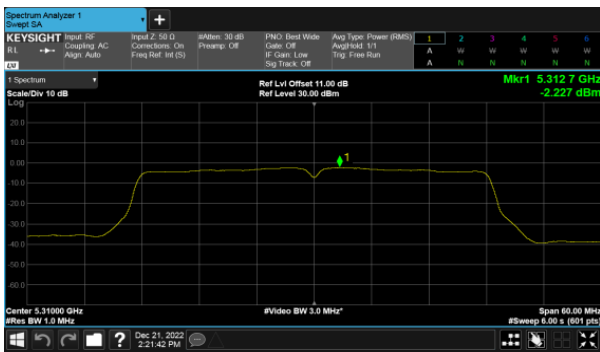 Spectrum Analyzer 1
Swept SA
+
KEYSIGHT Input: RF Input Z: 50 Ω #Atten: 30 dB PNO: Best Wide Avg Type: Power (RMS) 1 2 3 4 5 6
RL Coupling: AC Corrections: On Preamp: Off Gate: Off Avg|Hold: 1/1 A W W W W W
Align: Auto Freq Ref: Int (S) IF Gain: Low Trig: Free Run
LXI Sig Track: Off A N N N N N
1 Spectrum Ref Lvl Offset 11.00 dB Mkr1 5.312 7 GHz
Scale/Div 10 dB Ref Level 30.00 dBm -2.227 dBm
Log
20.0
10.0
0.00
1
-10.0
-20.0
-30.0
-40.0
-50.0
-60.0
Center 5.31000 GHz #Video BW 3.0 MHz* Span 60.00 MHz
#Res BW 1.0 MHz #Sweep 6.00 s (601 pts)
? Dec 21, 2022
2:21:42 PM